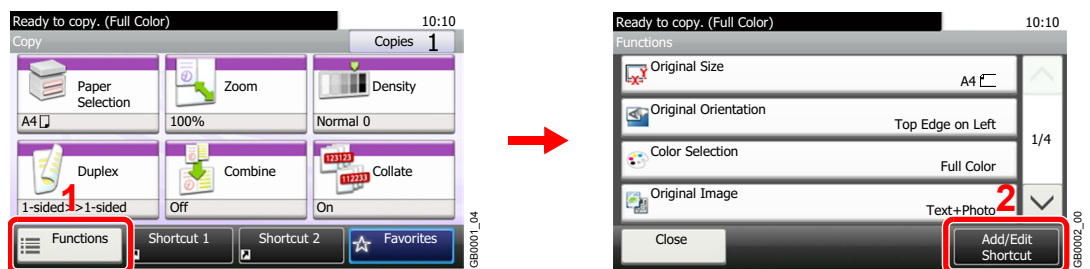 Ready to copy. (Full Color) 10:10
Copy Copies 1
Paper
Selection
A4
Zoom
100%
Density
Normal 0
Duplex
1-sided>>1-sided
Combine
Off
123123
112233
Collate
On
1
Functions Shortcut 1 Shortcut 2 Favorites
GB0001_04
Ready to copy. (Full Color) 10:10
Functions
Original Size
A4
Original Orientation
Top Edge on Left
1/4
Color Selection
Full Color
Original Image
Text+Photo
2
Close
Add/Edit
Shortcut
GB0002_00